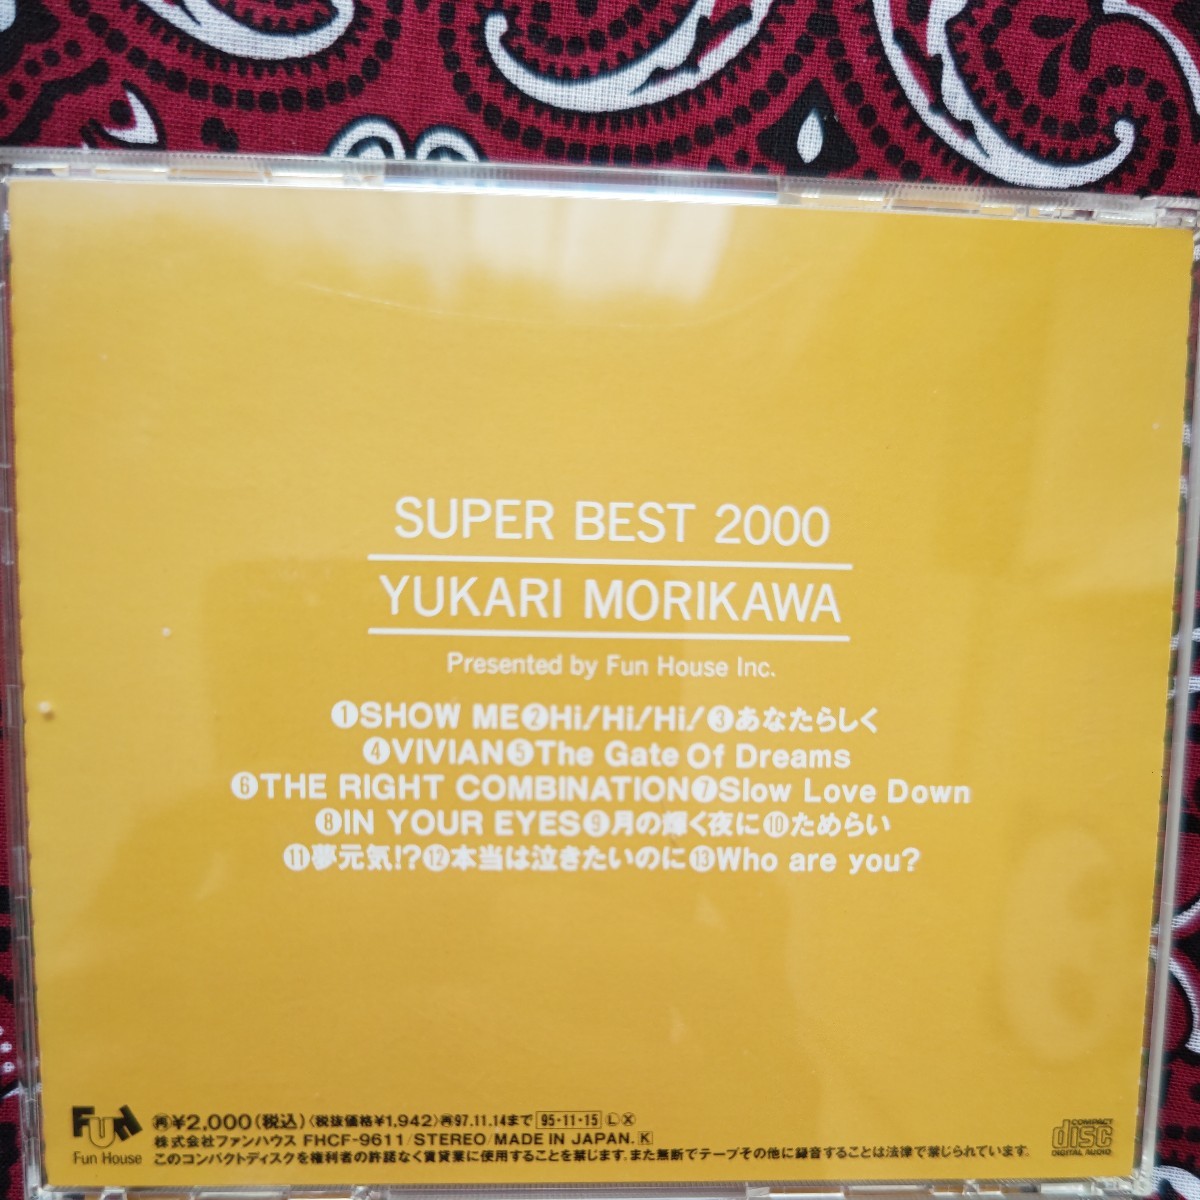 SUPER BEST 2000
YUKARI MORIKAWA
Presented by Fun House Inc.
❶SHOW ME❷Hi!Hi!Hi!❸あなたらしく
❹VIVIAN❺The Gate Of Dreams
❻THE RIGHT COMBINATION❼Slow Love Down
❽IN YOUR EYES❾月の輝く夜に❿ためらい
⓫夢元気!?⓬本当は泣きたいのに⓭Who are you?
Fun
Fun House
㊢¥2,000(税込)〈税抜価格¥1,942〉㊢97.11.14まで 95・11・15 Ⓛ Ⓧ
株式会社ファンハウス FHCF-9611/STEREO/MADE IN JAPAN. K
このコンパクトディスクを権利者の許諾なく賃貸業に使用することを禁じます。また無断でテープその他に録音することは法律で禁じられています。
COMPACT
disc
DIGITAL AUDIO